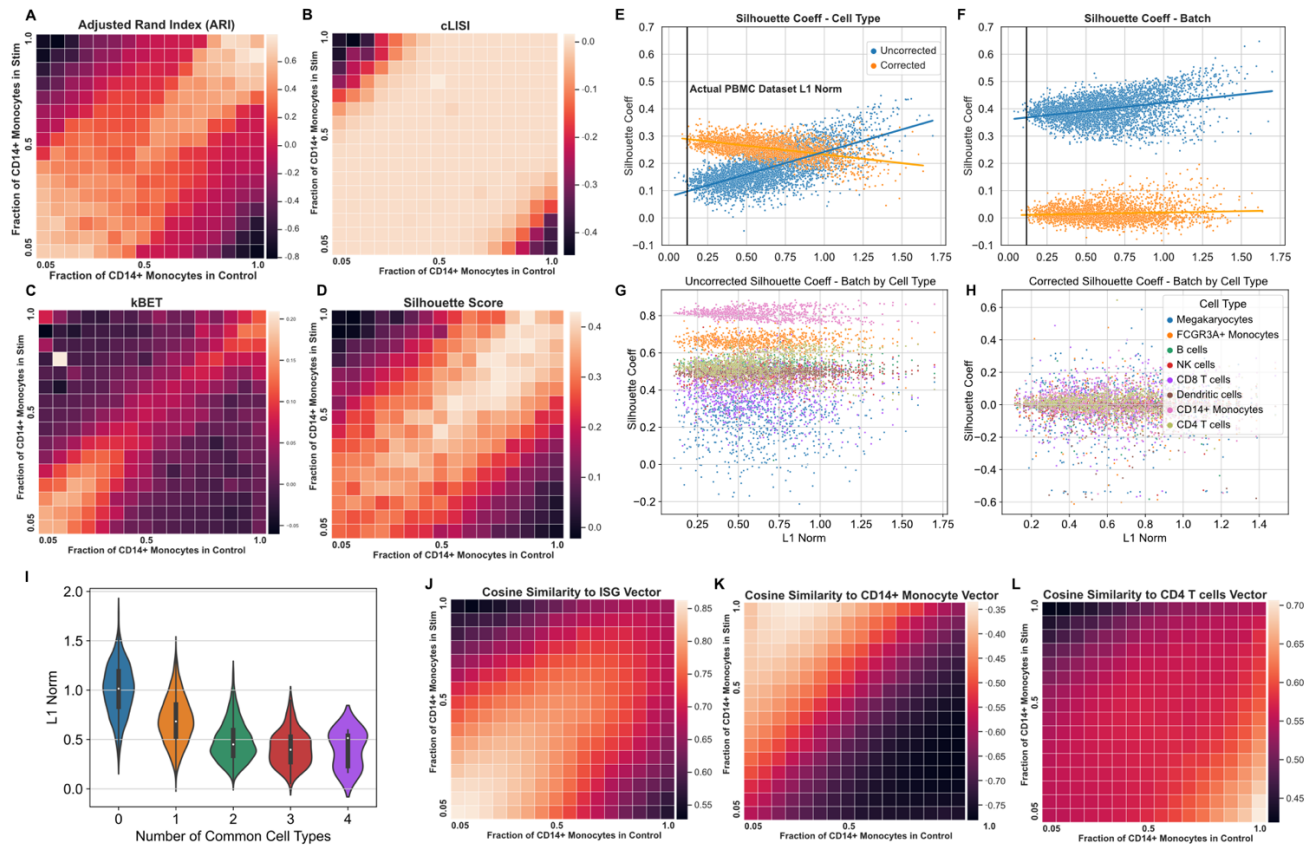 A
Adjusted Rand Index (ARI)
Fraction of CD14+ Monocytes in Stim
1.0
0.5
0.05
0.05
0.5
1.0
Fraction of CD14+ Monocytes in Control
0.6
0.4
0.2
0.0
−0.2
−0.4
−0.6
−0.8
B
cLISI
Fraction of CD14+ Monocytes in Stim
1.0
0.5
0.05
0.05
0.5
1.0
Fraction of CD14+ Monocytes in Control
0.0
−0.1
−0.2
−0.3
−0.4
C
kBET
Fraction of CD14+ Monocytes in Stim
1.0
0.5
0.05
0.05
0.5
1.0
Fraction of CD14+ Monocytes in Control
0.20
0.15
0.10
0.05
0.00
−0.05
D
Silhouette Score
Fraction of CD14+ Monocytes in Stim
1.0
0.5
0.05
0.05
0.5
1.0
Fraction of CD14+ Monocytes in Control
0.4
0.3
0.2
0.1
0.0
E
Silhouette Coeff - Cell Type
Silhouette Coeff
0.7
0.6
0.5
0.4
0.3
0.2
0.1
0.0
−0.1
Uncorrected
Corrected
Actual PBMC Dataset L1 Norm
0.00 0.25 0.50 0.75 1.00 1.25 1.50 1.75
F
Silhouette Coeff - Batch
Silhouette Coeff
0.7
0.6
0.5
0.4
0.3
0.2
0.1
0.0
−0.1
0.00 0.25 0.50 0.75 1.00 1.25 1.50 1.75
G
Uncorrected Silhouette Coeff - Batch by Cell Type
Silhouette Coeff
0.8
0.6
0.4
0.2
0.0
−0.2
0.25 0.50 0.75 1.00 1.25 1.50 1.75
L1 Norm
H
Corrected Silhouette Coeff - Batch by Cell Type
Silhouette Coeff
0.6
0.4
0.2
0.0
−0.2
−0.4
−0.6
Cell Type
Megakaryocytes
FCGR3A+ Monocytes
B cells
NK cells
CD8 T cells
Dendritic cells
CD14+ Monocytes
CD4 T cells
0.2 0.4 0.6 0.8 1.0 1.2 1.4
L1 Norm
I
L1 Norm
2.0
1.5
1.0
0.5
0.0
0 1 2 3 4
Number of Common Cell Types
J
Cosine Similarity to ISG Vector
Fraction of CD14+ Monocytes in Stim
1.0
0.5
0.05
0.05
0.5
1.0
Fraction of CD14+ Monocytes in Control
0.85
0.80
0.75
0.70
0.65
0.60
0.55
K
Cosine Similarity to CD14+ Monocyte Vector
Fraction of CD14+ Monocytes in Stim
1.0
0.5
0.05
0.05
0.5
1.0
Fraction of CD14+ Monocytes in Control
−0.35
−0.40
−0.45
−0.50
−0.55
−0.60
−0.65
−0.70
−0.75
L
Cosine Similarity to CD4 T cells Vector
Fraction of CD14+ Monocytes in Stim
1.0
0.5
0.05
0.05
0.5
1.0
Fraction of CD14+ Monocytes in Control
0.70
0.65
0.60
0.55
0.50
0.45